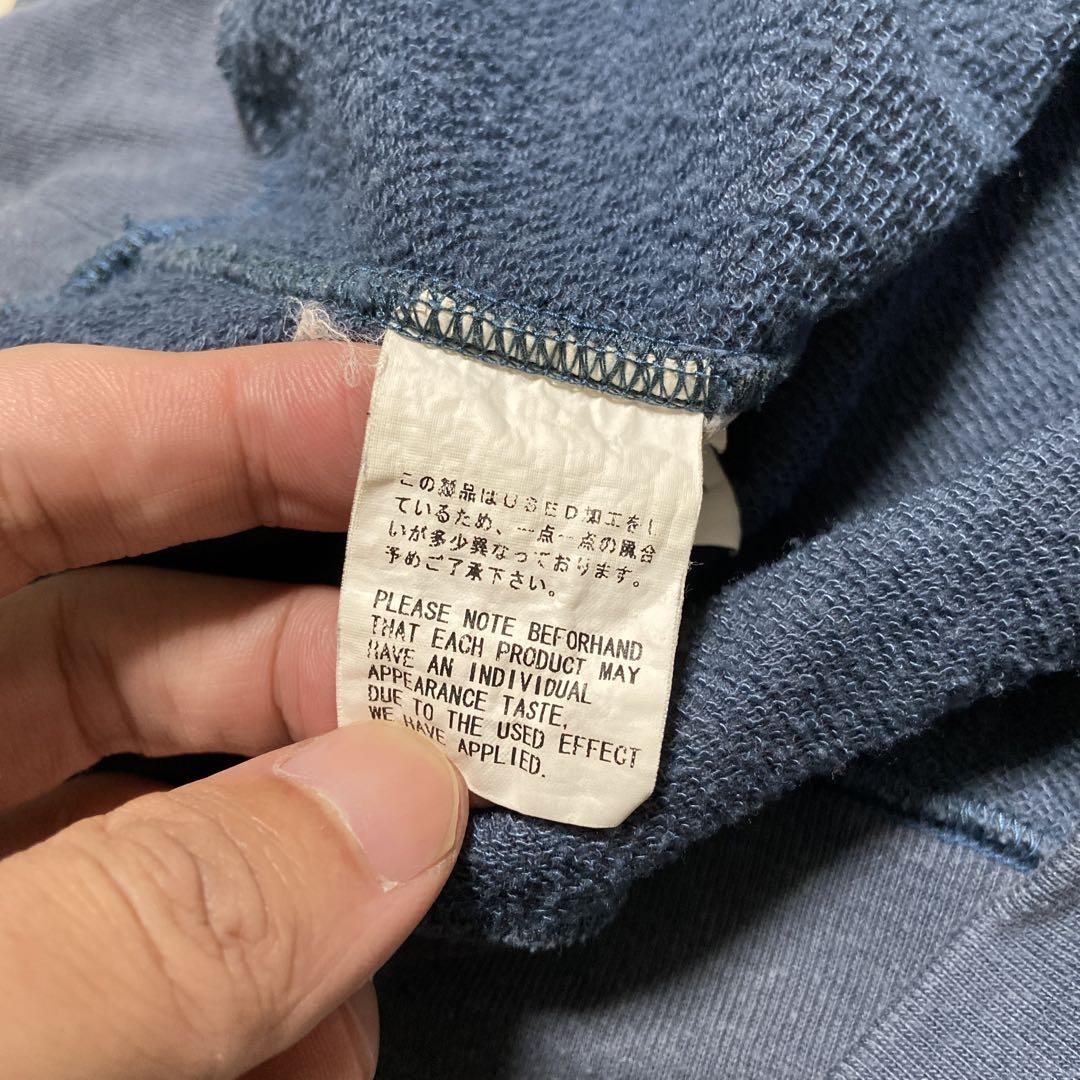 この製品はＵＳＥＤ加工をし
ているため、一点一点の風合
いが多少異なっております。
予めご了承下さい。
PLEASE NOTE BEFORHAND
THAT EACH PRODUCT MAY
HAVE AN INDIVIDUAL
APPEARANCE TASTE,
DUE TO THE USED EFFECT
WE HAVE APPLIED.